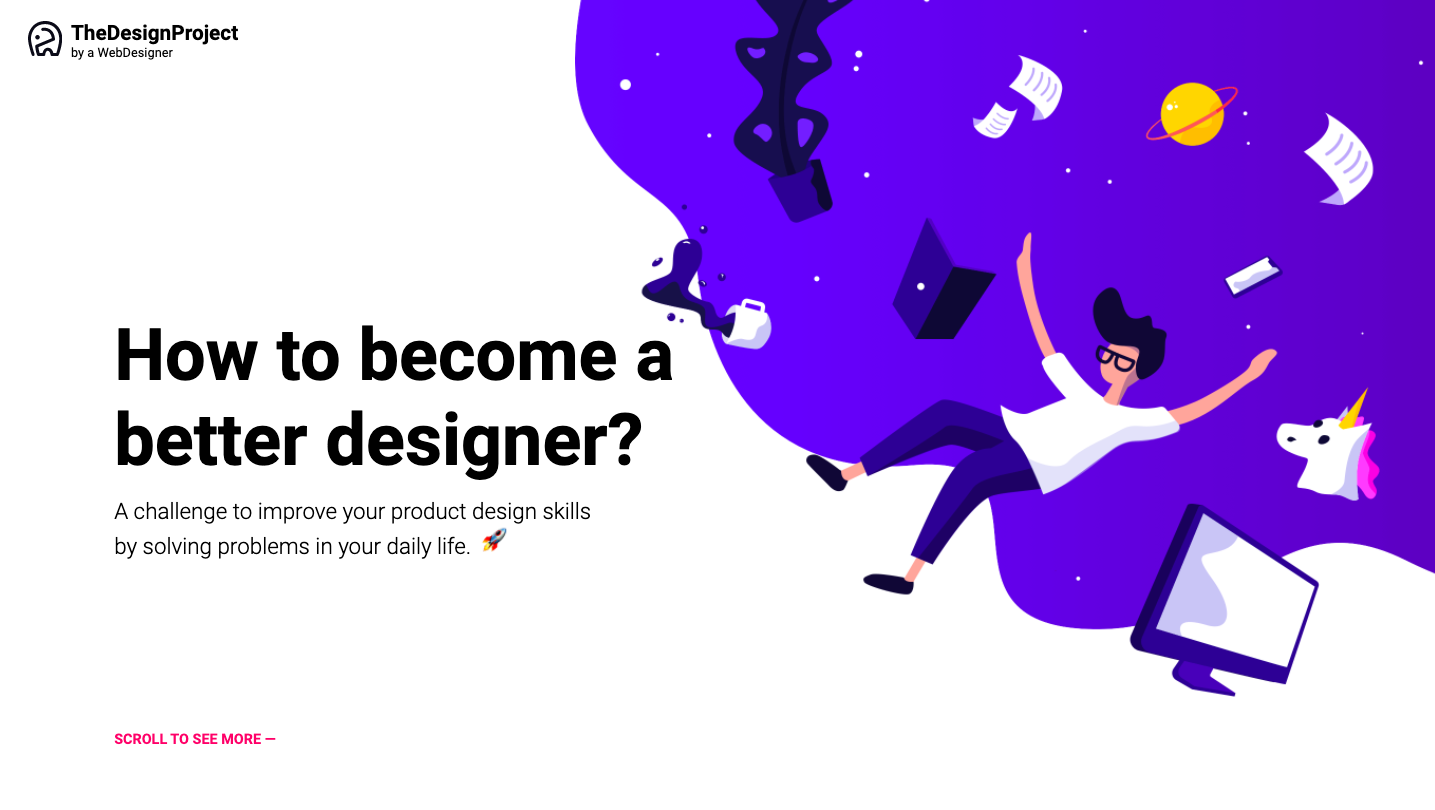 TheDesignProject
by a WebDesigner
How to become a
better designer?
A challenge to improve your product design skills
by solving problems in your daily life. 🚀
SCROLL TO SEE MORE —